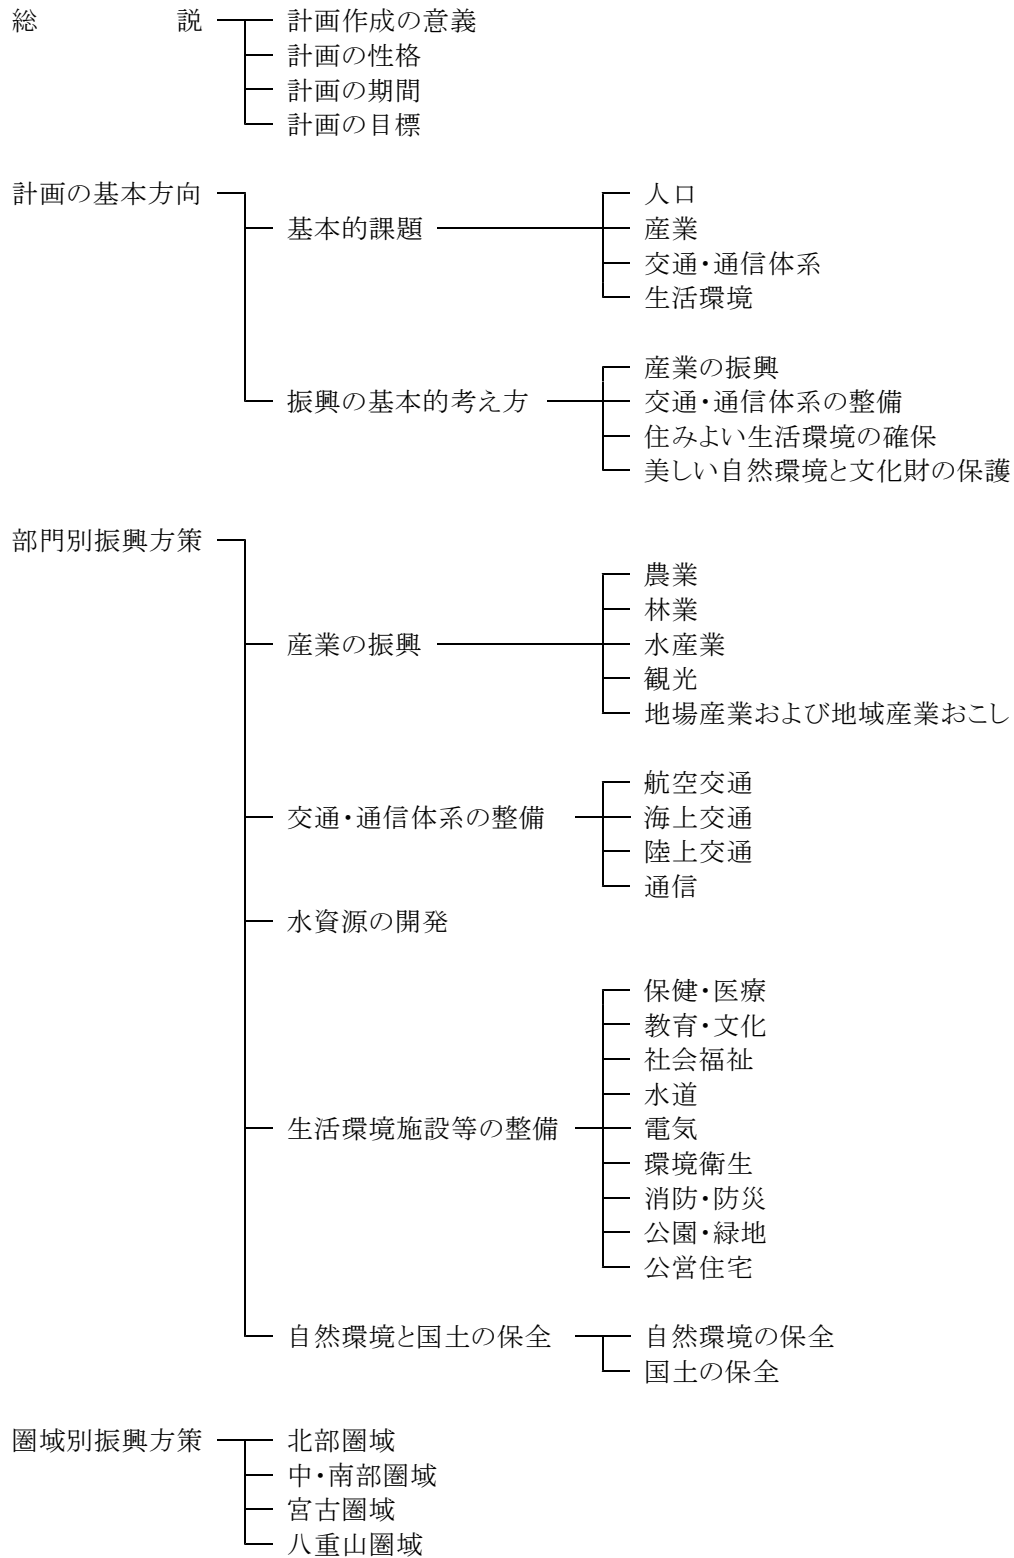 総説 計画作成の意義
計画の性格
計画の期間
計画の目標
計画の基本方向 人口
基本的課題 産業
交通・通信体系
生活環境
産業の振興
振興の基本的考え方 交通・通信体系の整備
住みよい生活環境の確保
美しい自然環境と文化財の保護
部門別振興方策
農業
林業
産業の振興 水産業
観光
地場産業および地域産業おこし
航空交通
交通・通信体系の整備 海上交通
陸上交通
通信
水資源の開発
保健・医療
教育・文化
社会福祉
水道
生活環境施設等の整備 電気
環境衛生
消防・防災
公園・緑地
公営住宅
自然環境と国土の保全 自然環境の保全
国土の保全
圏域別振興方策 北部圏域
中・南部圏域
宮古圏域
八重山圏域